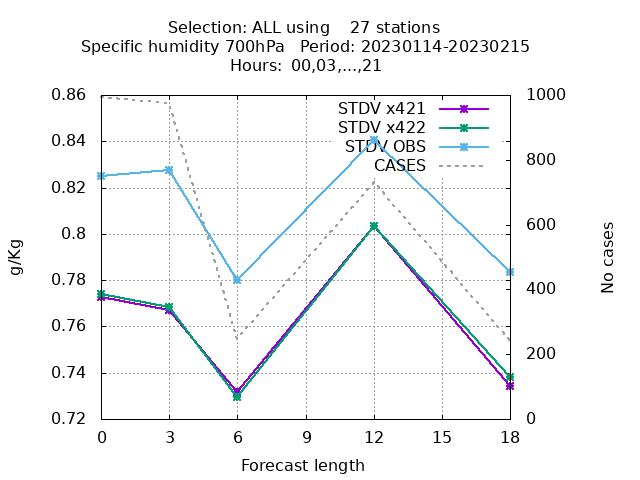 Selection: ALL using 27 stations
Specific humidity 700hPa Period: 20230114-20230215
Hours: 00,03,...,21
STDV x421
STDV x422
STDV OBS
CASES
0.86
0.84
0.82
0.8
0.78
0.76
0.74
0.72
1000
800
600
400
200
0
g/Kg
No cases
0 3 6 9 12 15 18
Forecast length